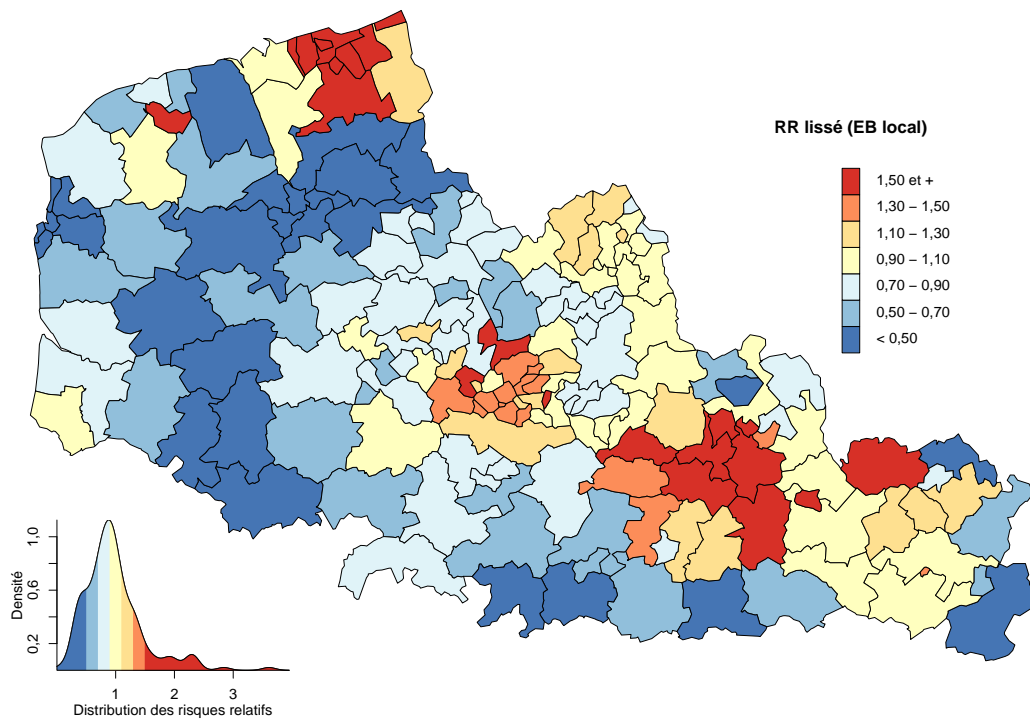 RR lissé (EB local)
1,50 et +
1,30 – 1,50
1,10 – 1,30
0,90 – 1,10
0,70 – 0,90
0,50 – 0,70
< 0,50
Densité
1,0
0,6
0,2
1 2 3
Distribution des risques relatifs